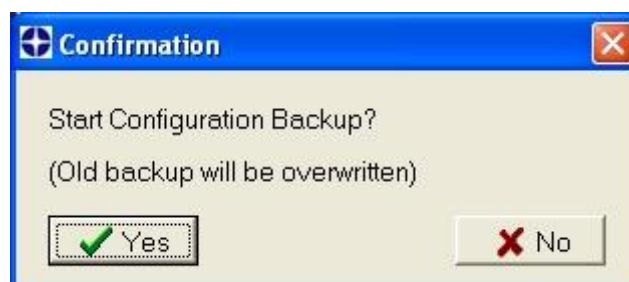 Confirmation
Start Configuration Backup?
(Old backup will be overwritten)
Yes
No